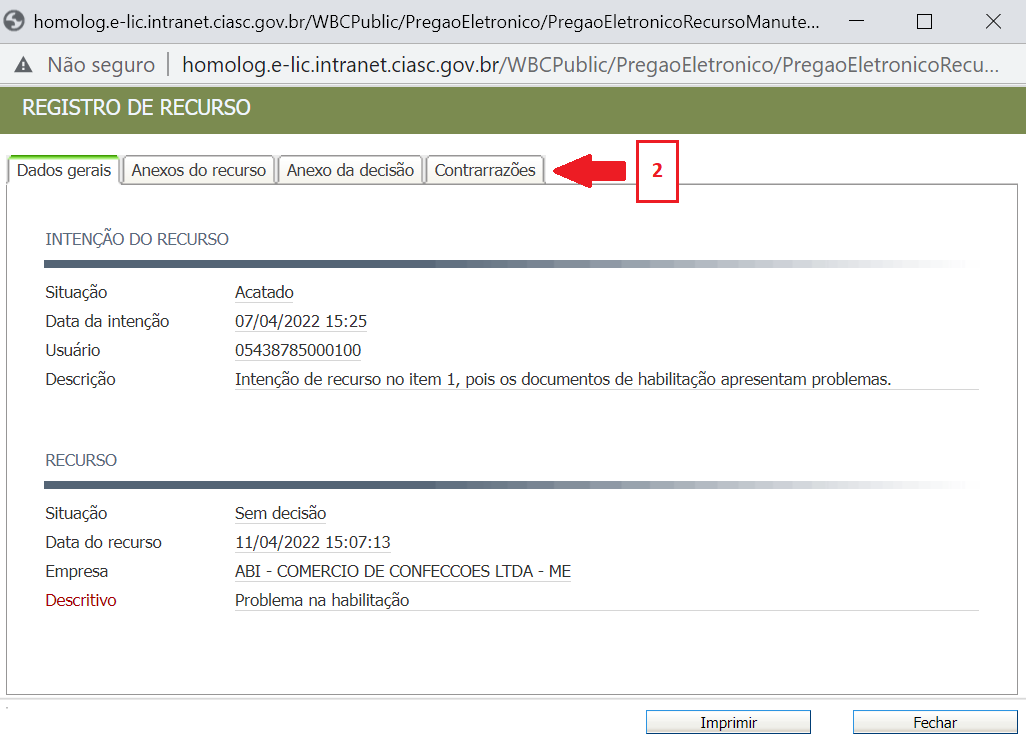 homolog.e-lic.intranet.ciasc.gov.br/WBCPublic/PregaoEletronico/PregaoEletronicoRecursoManute...
Não seguro | homolog.e-lic.intranet.ciasc.gov.br/WBCPublic/PregaoEletronico/PregaoEletronicoRecu...
REGISTRO DE RECURSO
Dados gerais Anexos do recurso Anexo da decisão Contrarrazões 2
INTENÇÃO DO RECURSO
Situação Acatado
Data da intenção 07/04/2022 15:25
Usuário 05438785000100
Descrição Intenção de recurso no item 1, pois os documentos de habilitação apresentam problemas.
RECURSO
Situação Sem decisão
Data do recurso 11/04/2022 15:07:13
Empresa ABI - COMERCIO DE CONFECCOES LTDA - ME
Descritivo Problema na habilitação
Imprimir Fechar